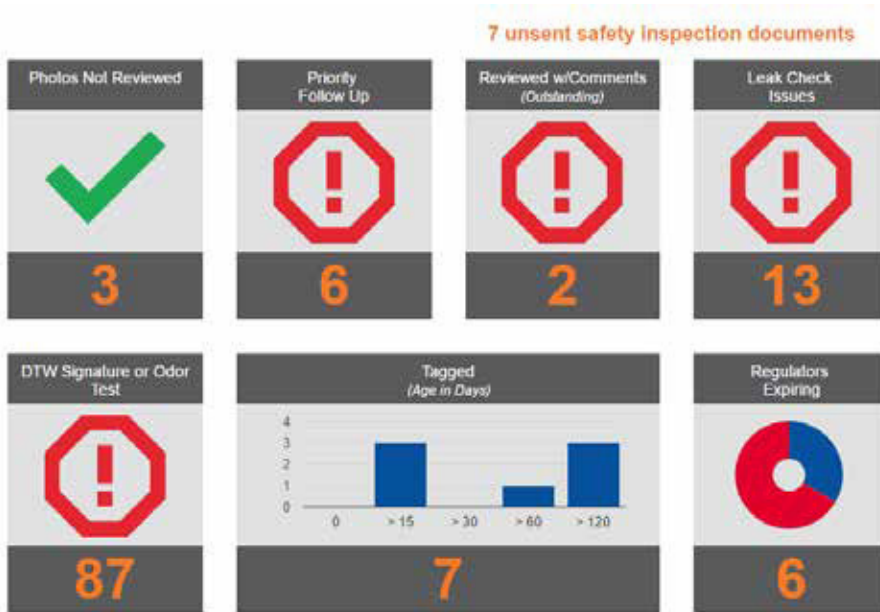 7 unsent safety inspection documents
Photos Not Reviewed
3
Priority
Follow Up
6
Reviewed w/Comments
(Outstanding)
2
Leak Check
Issues
13
DTW Signature or Odor
Test
87
Tagged
(Age in Days)
4
3
2
1
0
0 > 15 > 30 > 60 > 120
7
Regulators
Expiring
6